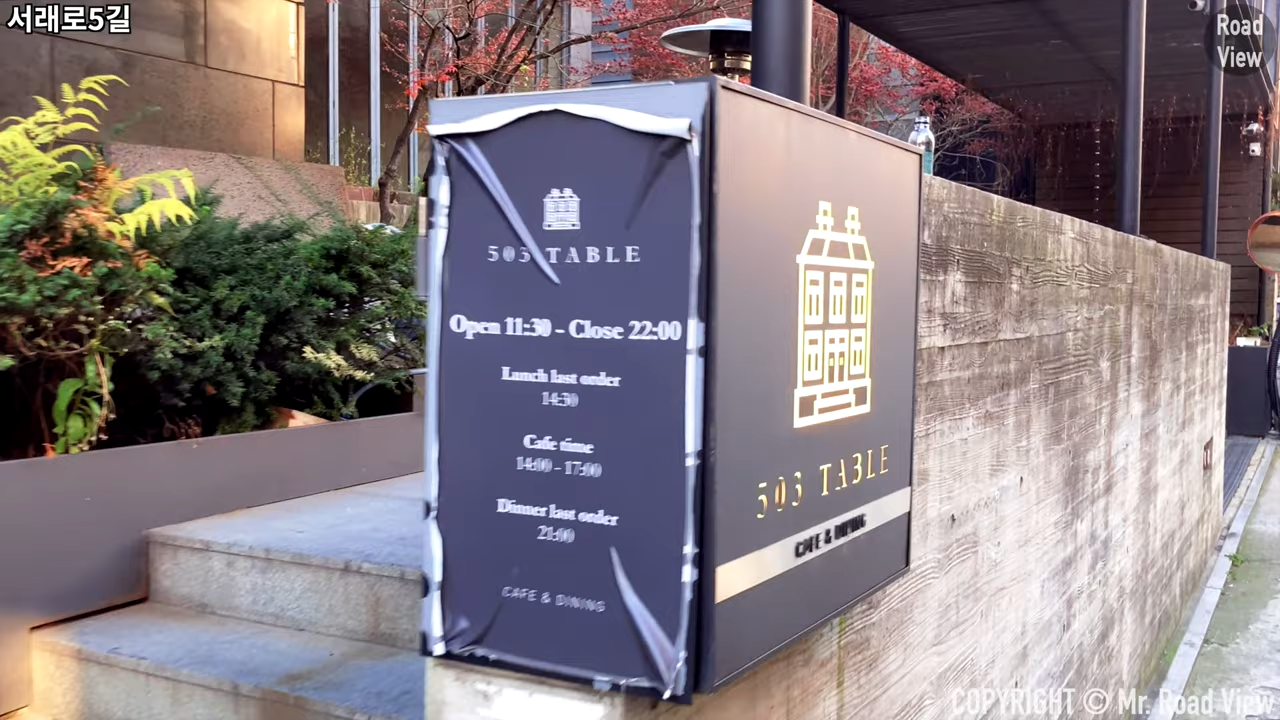 서래로5길
Road
View
503 TABLE
Open 11:30 - Close 22:00
Lunch last order
14:30
Cafe time
14:00 - 17:00
Dinner last order
21:00
CAFE & DINING
503 TABLE
CAFE & DINING
COPYRIGHT © Mr. Road View